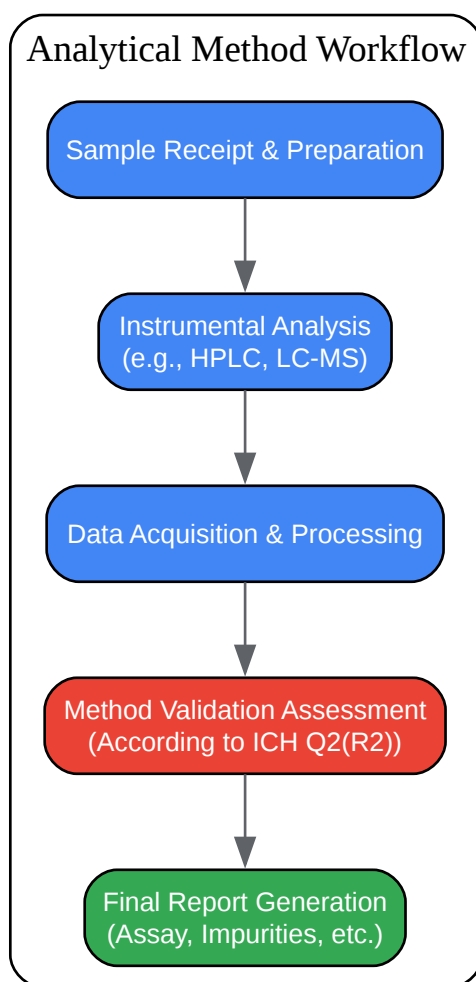 Analytical Method Workflow
Sample Receipt & Preparation
Instrumental Analysis
(e.g., HPLC, LC-MS)
Data Acquisition & Processing
Method Validation Assessment
(According to ICH Q2(R2))
Final Report Generation
(Assay, Impurities, etc.)